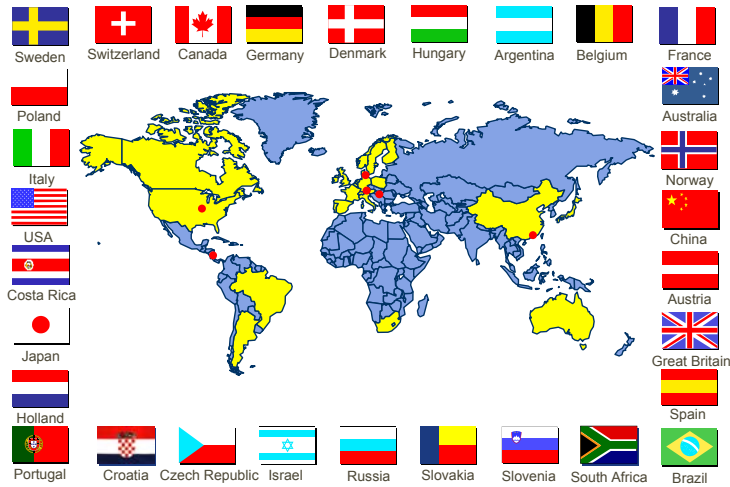 Sweden
Switzerland
Canada
Germany
Denmark
Hungary
Argentina
Belgium
France
Poland
Australia
Italy
Norway
USA
China
Costa Rica
Austria
Japan
Great Britain
Holland
Spain
Portugal
Croatia
Czech Republic
Israel
Russia
Slovakia
Slovenia
South Africa
Brazil